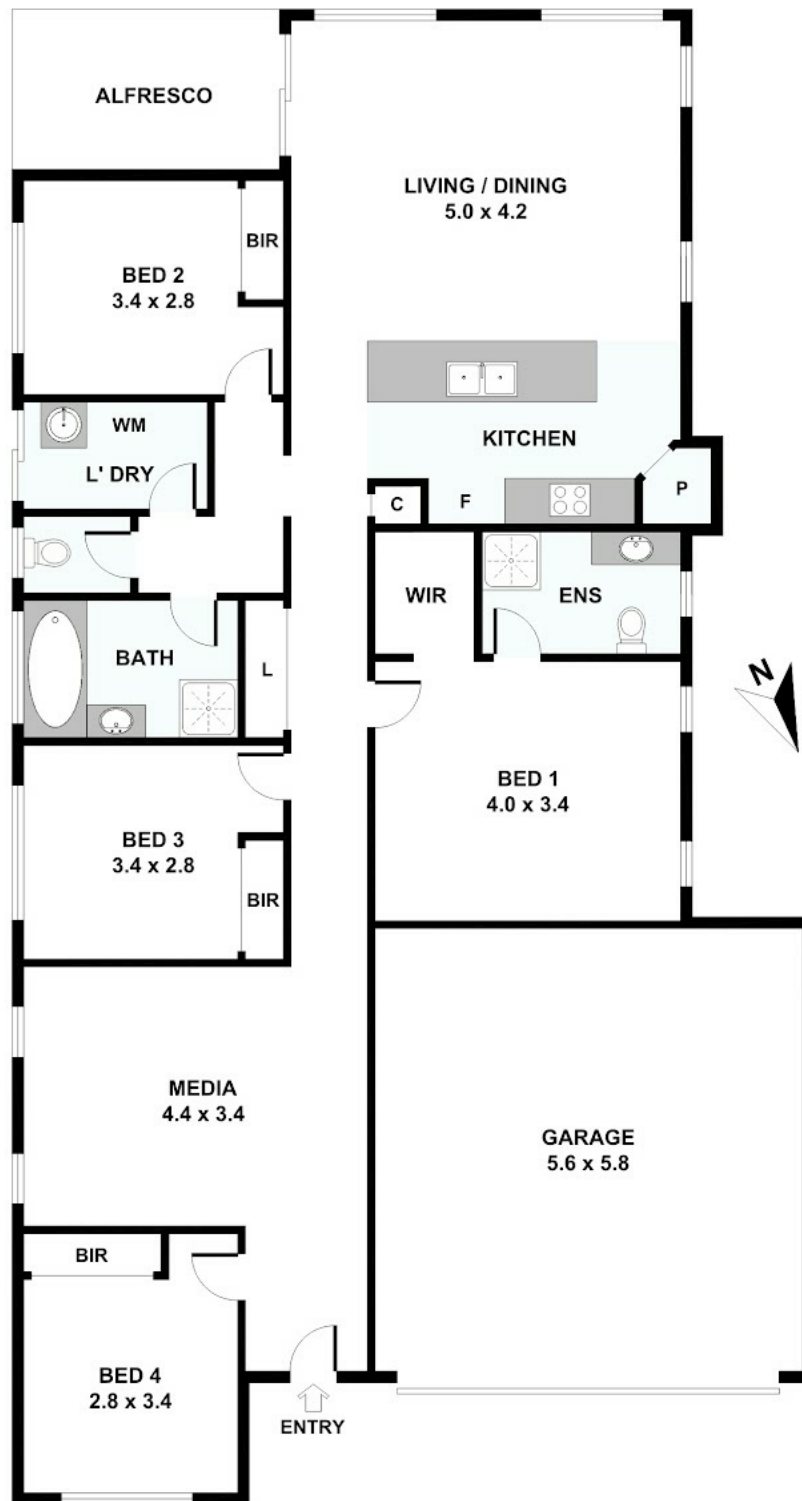 ALFRESCO
LIVING / DINING
5.0 x 4.2
BIR
BED 2
3.4 x 2.8
WM
L' DRY
KITCHEN
C
F
P
WIR
ENS
BATH
L
N
BED 1
4.0 x 3.4
BED 3
3.4 x 2.8
BIR
MEDIA
4.4 x 3.4
GARAGE
5.6 x 5.8
BIR
BED 4
2.8 x 3.4
ENTRY